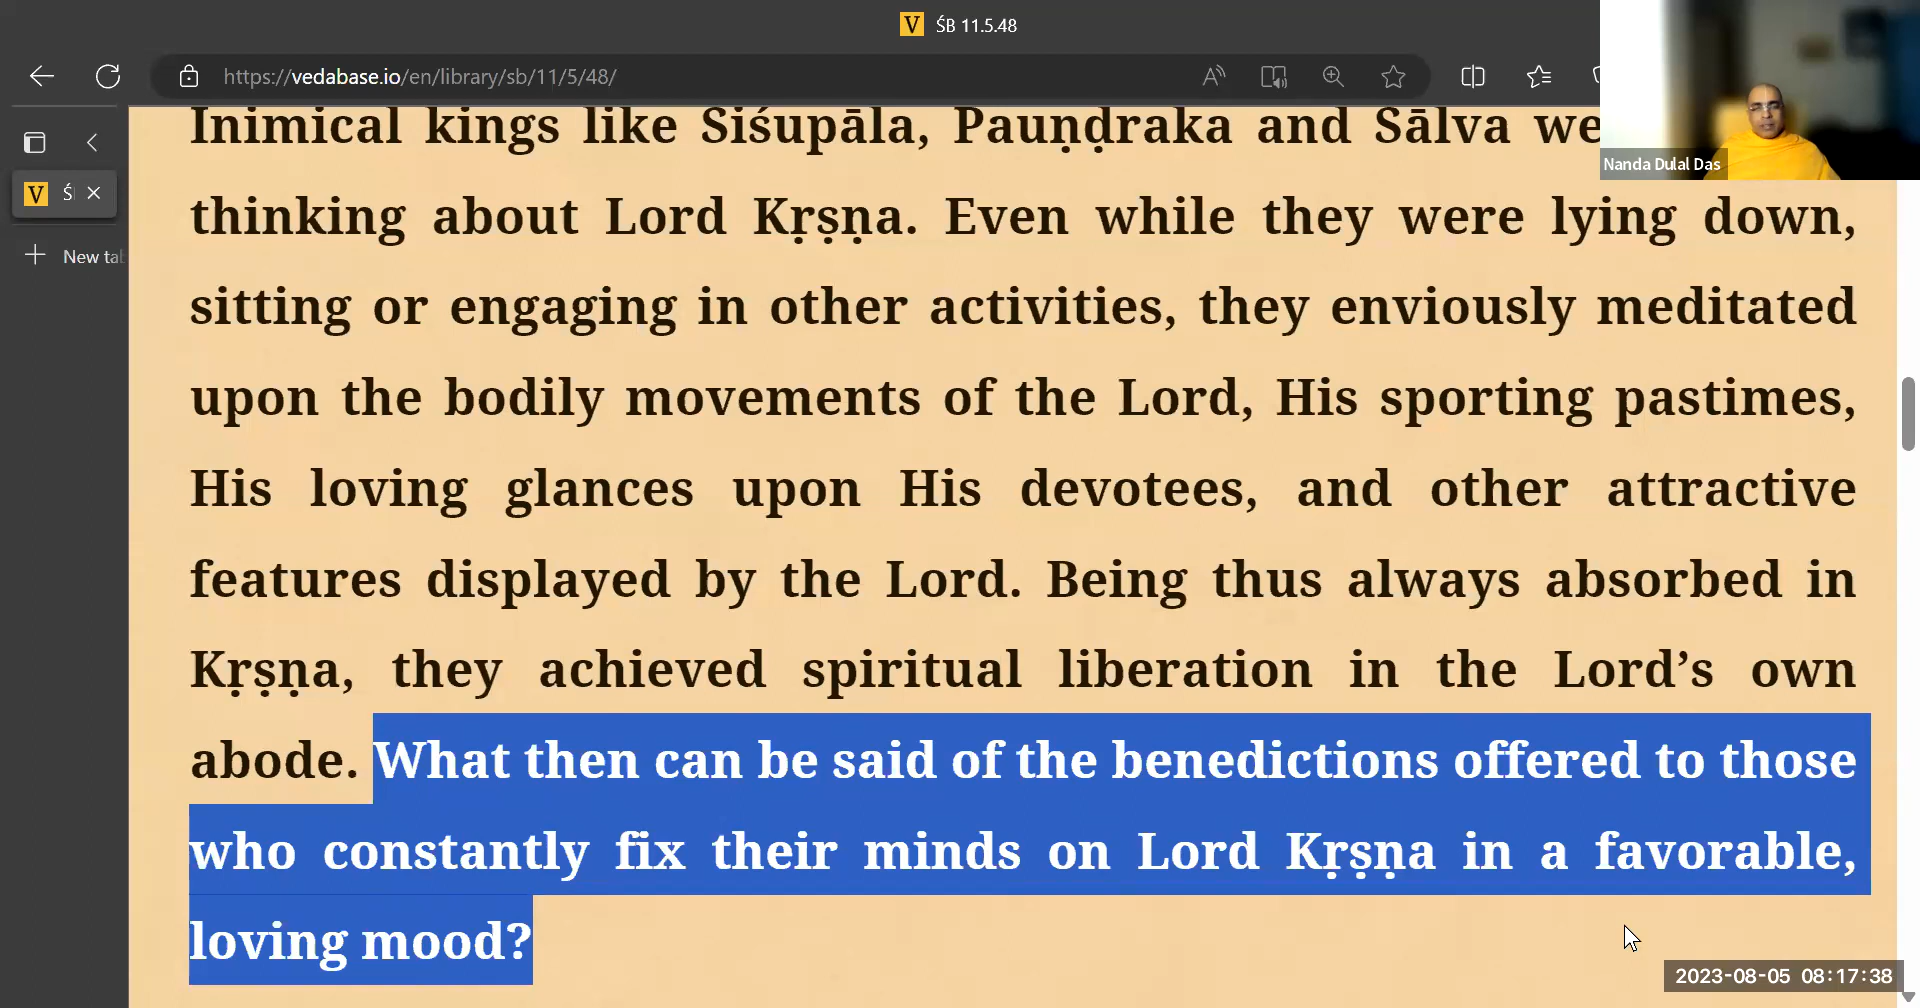 V ŚB 11.5.48
https://vedabase.io/en/library/sb/11/5/48/
V Ś
New tab
Nanda Dulal Das
Inimical kings like Śiśupāla, Pauṇḍraka and Śālva we
thinking about Lord Kṛṣṇa. Even while they were lying down,
sitting or engaging in other activities, they enviously meditated
upon the bodily movements of the Lord, His sporting pastimes,
His loving glances upon His devotees, and other attractive
features displayed by the Lord. Being thus always absorbed in
Kṛṣṇa, they achieved spiritual liberation in the Lord’s own
abode. What then can be said of the benedictions offered to those
who constantly fix their minds on Lord Kṛṣṇa in a favorable,
loving mood?
2023-08-05 08:17:38